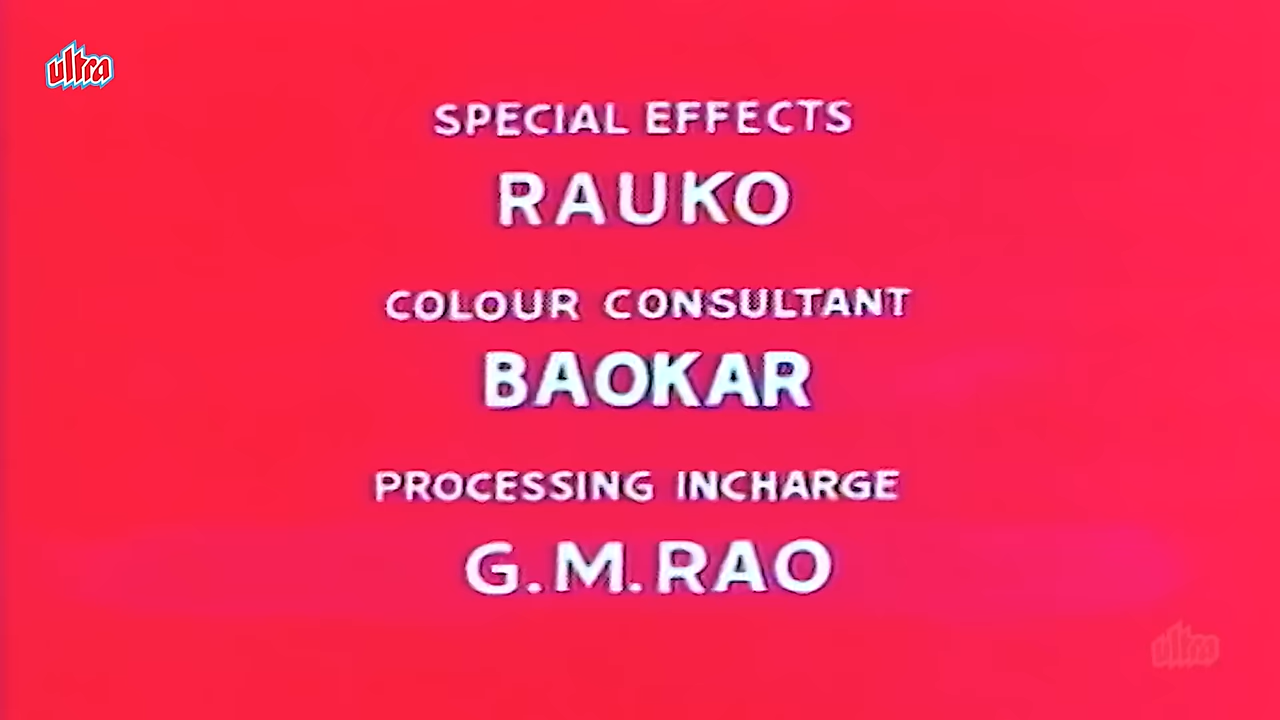 ultra
SPECIAL EFFECTS
RAUKO
COLOUR CONSULTANT
BAOKAR
PROCESSING INCHARGE
G.M.RAO
ultra